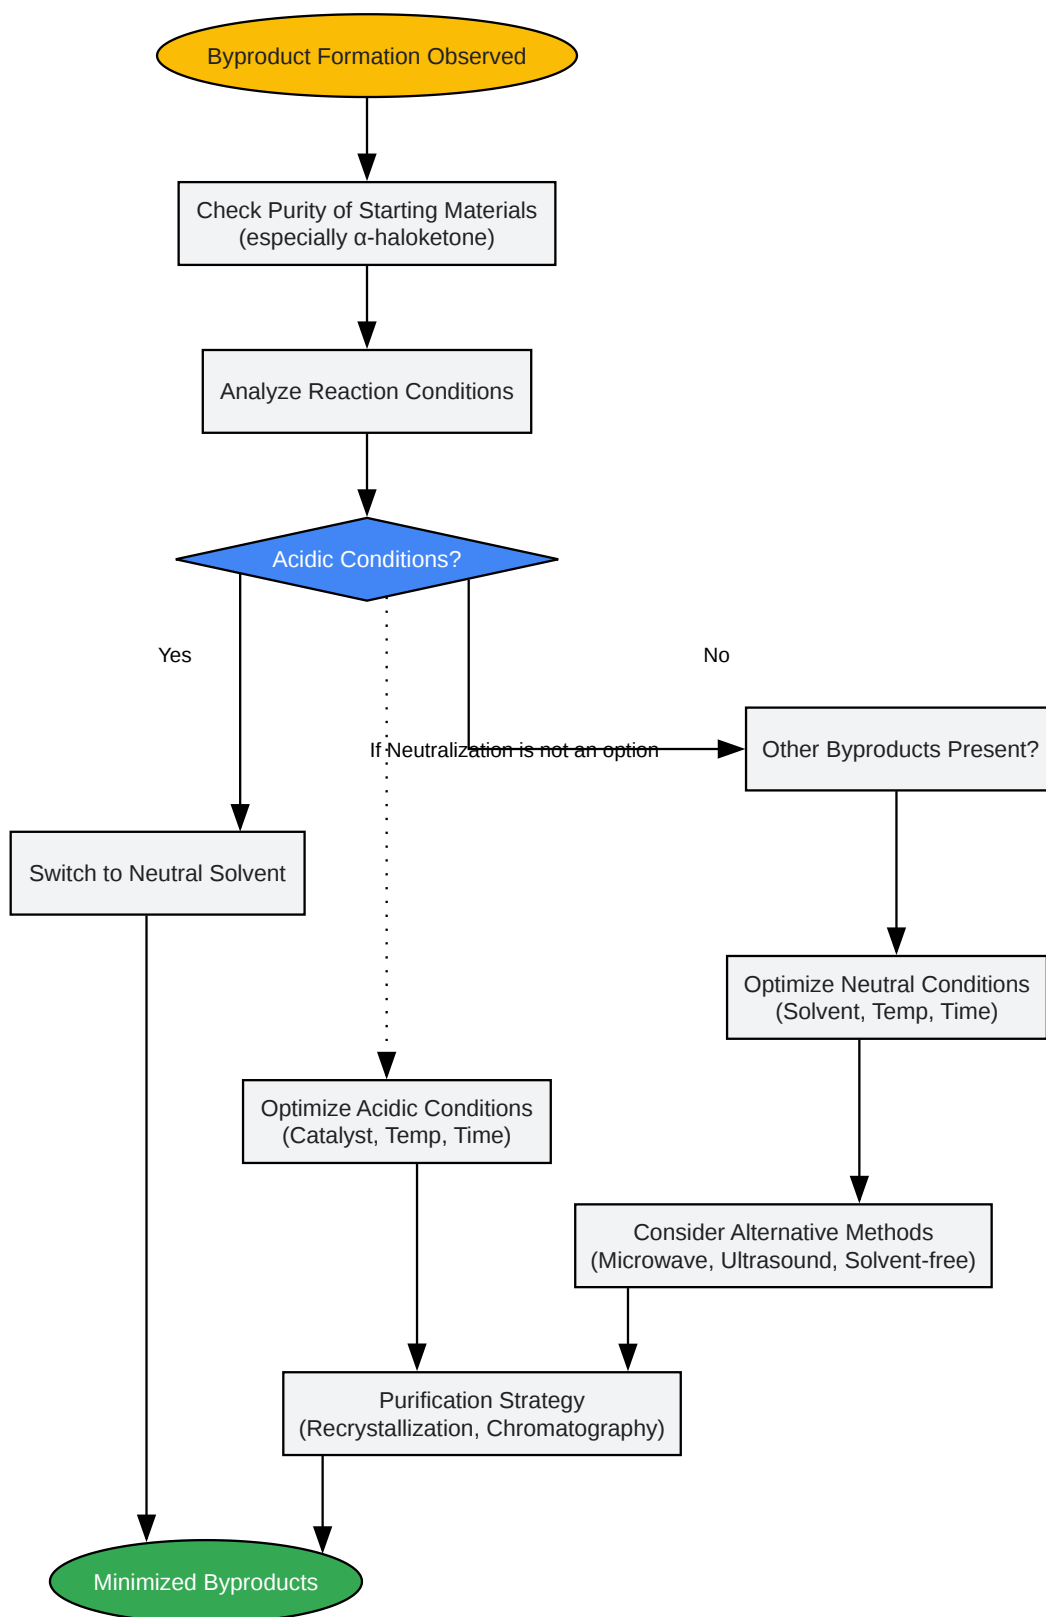 Byproduct Formation Observed
Check Purity of Starting Materials
(especially α-haloketone)
Analyze Reaction Conditions
Acidic Conditions?
Yes
No
If Neutralization is not an option
Other Byproducts Present?
Switch to Neutral Solvent
Optimize Neutral Conditions
(Solvent, Temp, Time)
Optimize Acidic Conditions
(Catalyst, Temp, Time)
Consider Alternative Methods
(Microwave, Ultrasound, Solvent-free)
Purification Strategy
(Recrystallization, Chromatography)
Minimized Byproducts